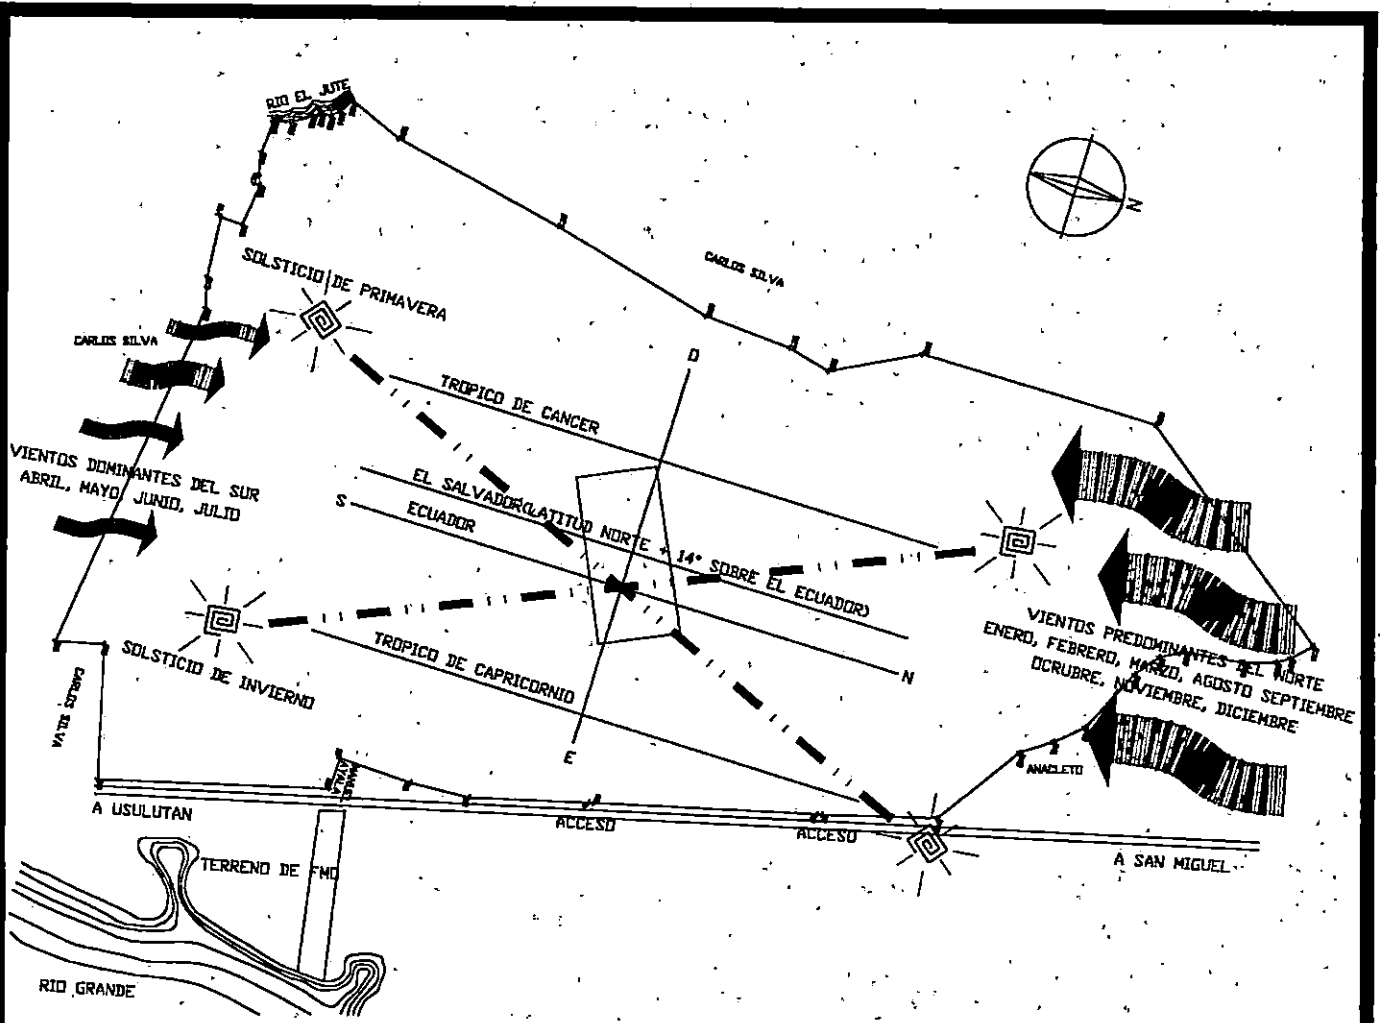 RIO EL JUTE
N
SOLSTICIO DE PRIMAVERA
CARLOS SILVA
CARLOS SILVA
O
TROPICO DE CANCER
VIENTOS DOMINANTES DEL SUR
ABRIL, MAYO, JUNIO, JULIO
EL SALVADOR(LATITUD NORTE + 14° SOBRE EL ECUADOR)
S
ECUADOR
N
VIENTOS PREDOMINANTES DEL NORTE
ENERO, FEBRERO, MARZO, AGOSTO SEPTIEMBRE
OCRUBRE, NOVIEMBRE, DICIEMBRE
SOLSTICIO DE INVIERNO
TROPICO DE CAPRICORNIO
CARLOS SILVA
E
ANACLETO
A USULUTAN
ACCESO
ACCESO
A SAN MIGUEL
TERRENO DE FMO
RIO GRANDE